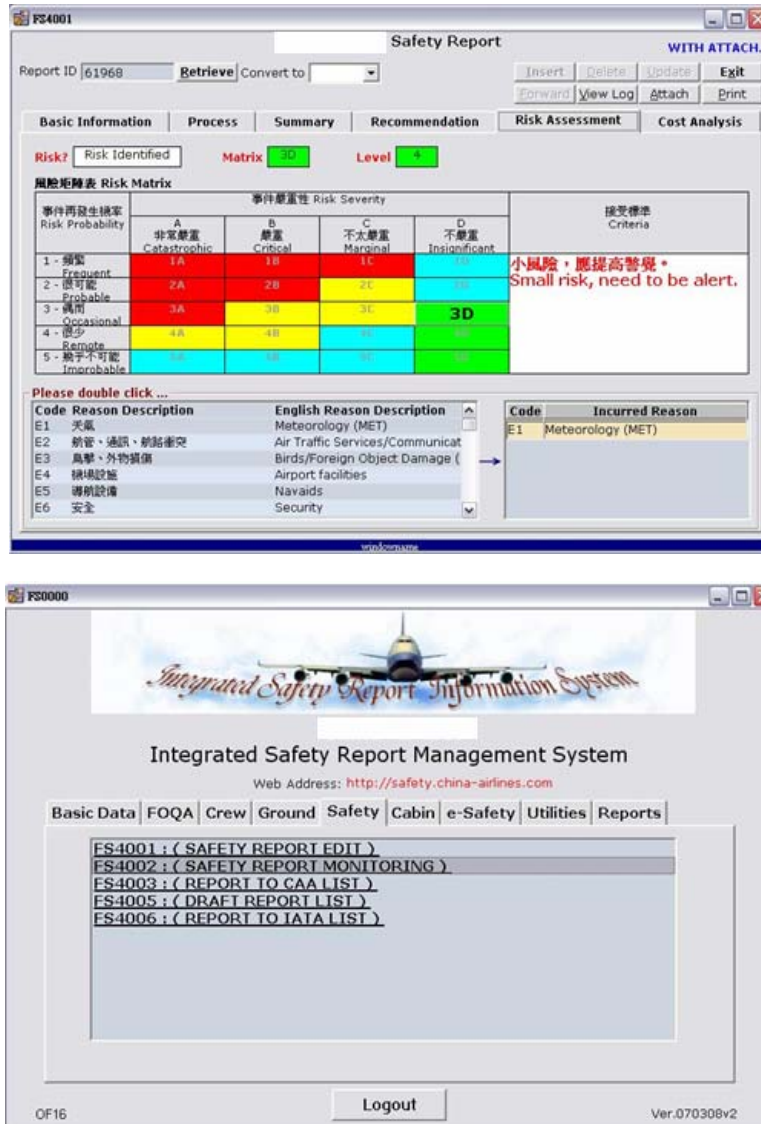 FS4001
Safety Report
WITH ATTACH.
Report ID 61968 Retrieve Convert to
Insert Delete Update Exit
Forward View Log Attach Print
Basic Information Process Summary Recommendation Risk Assessment Cost Analysis
Risk? Risk Identified Matrix 3D Level 4
風險矩陣表 Risk Matrix
事件再發生機率 Risk Probability
事件嚴重性 Risk Severity
接受標準 Criteria
A 非常嚴重 Catastrophic
B 嚴重 Critical
C 不太嚴重 Marginal
D 不嚴重 Insignificant
1 - 頻繁 Frequent 1A 1B 1C 1D
2 - 很可能 Probable 2A 2B 2C
3 - 偶而 Occasional 3A 3B 3C 3D
4 - 很少 Remote 4A 4B
5 - 幾乎不可能 Improbable
小風險，應提高警覺。
Small risk, need to be alert.
Please double click ...
Code Reason Description English Reason Description
E1 天氣 Meteorology (MET)
E2 航管、通訊、航路衝突 Air Traffic Services/Communicat
E3 鳥擊、外物損傷 Birds/Foreign Object Damage (
E4 機場設施 Airport facilities
E5 導航設備 Navaids
E6 安全 Security
Code Incurred Reason
E1 Meteorology (MET)
windowname
FS0000
Integrated Safety Report Information System
Integrated Safety Report Management System
Web Address: http://safety.china-airlines.com
Basic Data FOQA Crew Ground Safety Cabin e-Safety Utilities Reports
FS4001 : ( SAFETY REPORT EDIT )
FS4002 : ( SAFETY REPORT MONITORING )
FS4003 : ( REPORT TO CAA LIST )
FS4005 : ( DRAFT REPORT LIST )
FS4006 : ( REPORT TO IATA LIST )
Logout
OF16
Ver.070308v2